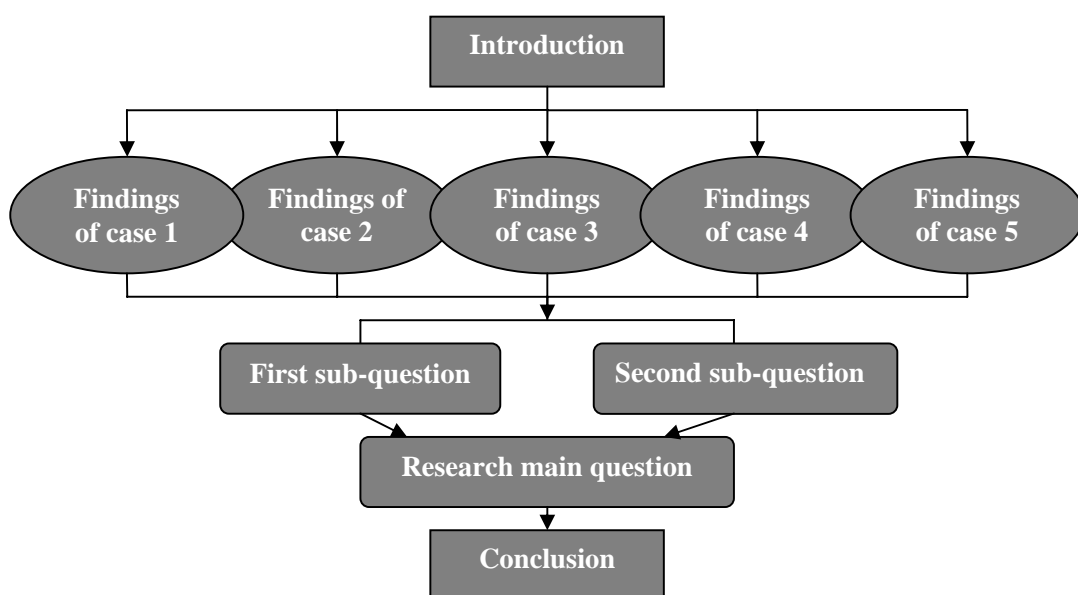 Introduction
Findings
of case 1
Findings of
case 2
Findings
of case 3
Findings
of case 4
Findings
of case 5
First sub-question
Second sub-question
Research main question
Conclusion